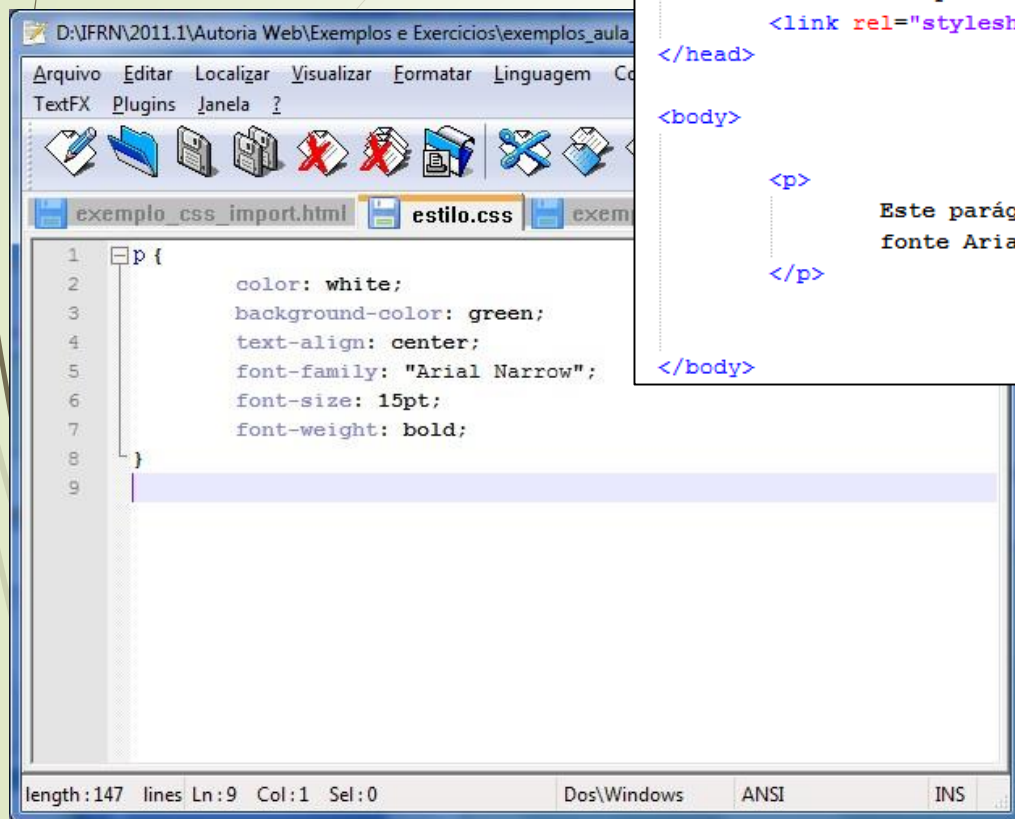 D:\IFRN\2011.1\Autoria Web\Exemplos e Exercicios\exemplos_aula_
Arquivo Editar Localizar Visualizar Formatar Linguagem
TextFX Plugins Janela ?
exemplo_css_import.html estilo.css
1 p {
2 color: white;
3 background-color: green;
4 text-align: center;
5 font-family: "Arial Narrow";
6 font-size: 15pt;
7 font-weight: bold;
8 }
9
length : 147 lines Ln : 9 Col : 1 Sel : 0 Dos\Windows ANSI INS
<link rel="stylesh
</head>
<body>
<p>
Este parág
fonte Aria
</p>
</body>